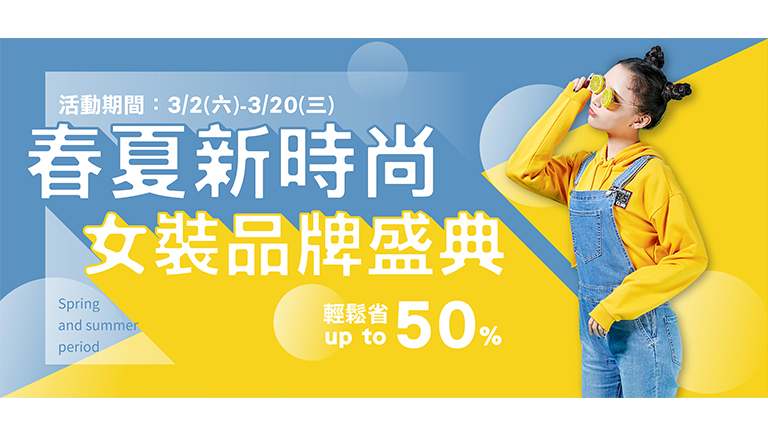 活動期間：3/2(六)-3/20(三)
春夏新時尚
女裝品牌盛典
Spring
and summer
period
輕鬆省
up to 50%